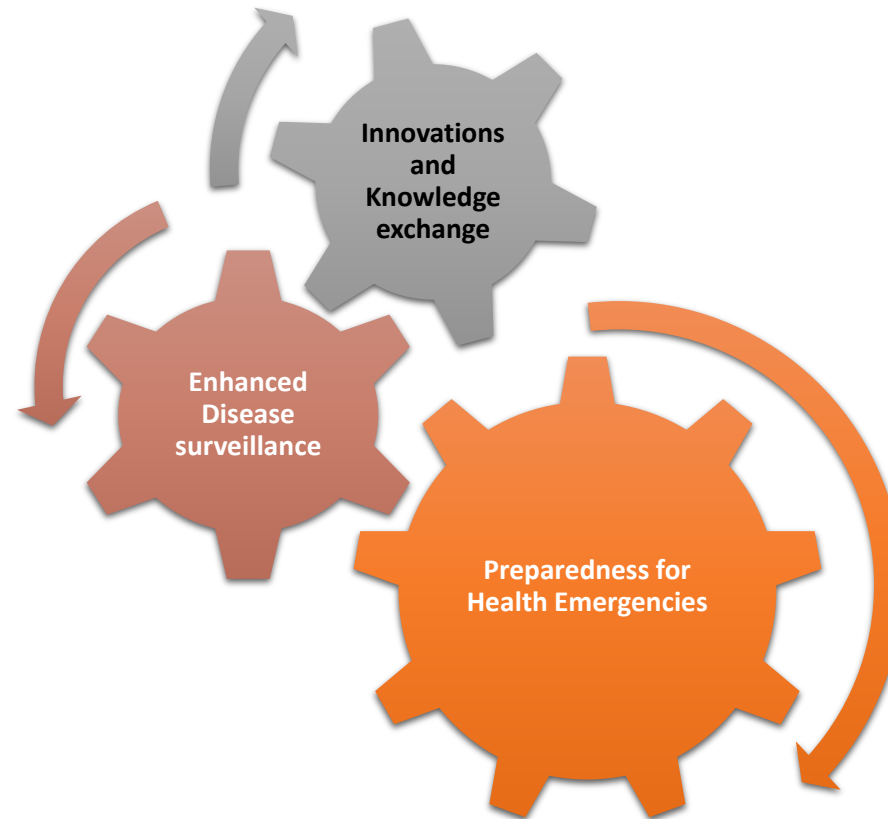 Innovations
and
Knowledge
exchange
Enhanced
Disease
surveillance
Preparedness for
Health Emergencies